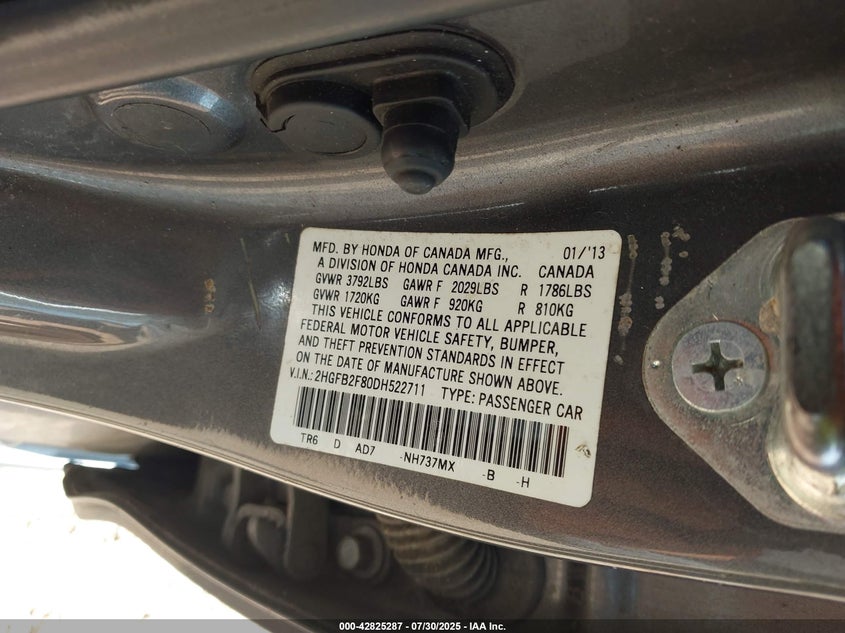 MFD. BY HONDA OF CANADA MFG., 01/'13
A DIVISION OF HONDA CANADA INC. CANADA
GVWR 3792LBS GAWR F 2029LBS R 1786LBS
GVWR 1720KG GAWR F 920KG R 810KG
THIS VEHICLE CONFORMS TO ALL APPLICABLE
FEDERAL MOTOR VEHICLE SAFETY, BUMPER,
AND THEFT PREVENTION STANDARDS IN EFFECT
ON THE DATE OF MANUFACTURE SHOWN ABOVE.
V.I.N.: 2HGFB2F80DH522711 TYPE: PASSENGER CAR
TR6 D AD7 -NH737MX -B -H
000-42825287 - 07/30/2025 - IAA Inc.